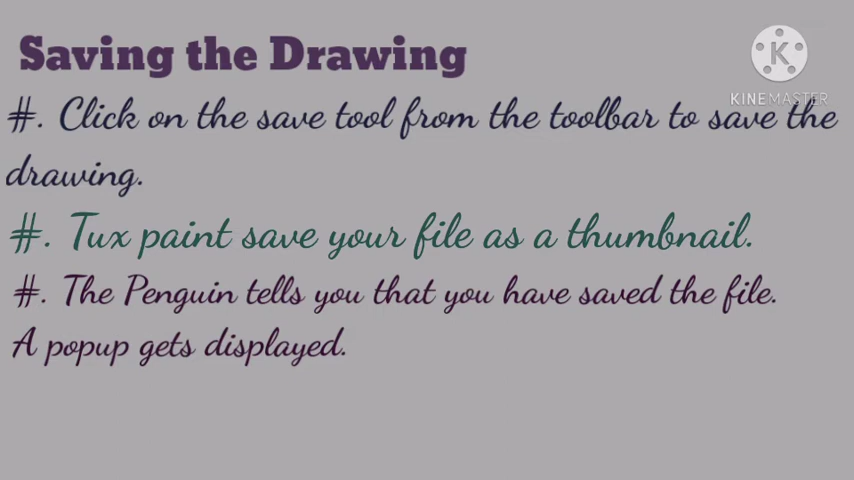 Saving the Drawing
K
KINEMASTER
#. Click on the save tool from the toolbar to save the
drawing.
#. Tux paint save your file as a thumbnail.
#. The Penguin tells you that you have saved the file.
A popup gets displayed.